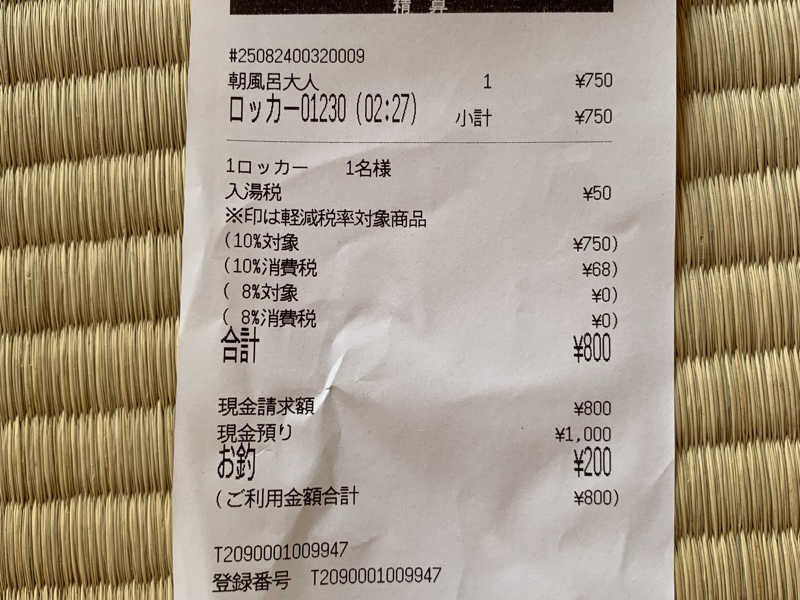 精算
#25082400320009
朝風呂大人 1 ¥750
ロッカー01230 (02:27) 小計 ¥750
1ロッカー 1名様
入湯税 ¥50
※印は軽減税率対象商品
(10%対象 ¥750)
(10%消費税 ¥68)
( 8%対象 ¥0)
( 8%消費税 ¥0)
合計 ¥800
現金請求額 ¥800
現金預り ¥1,000
お釣 ¥200
(ご利用金額合計 ¥800)
T2090001009947
登録番号 T2090001009947